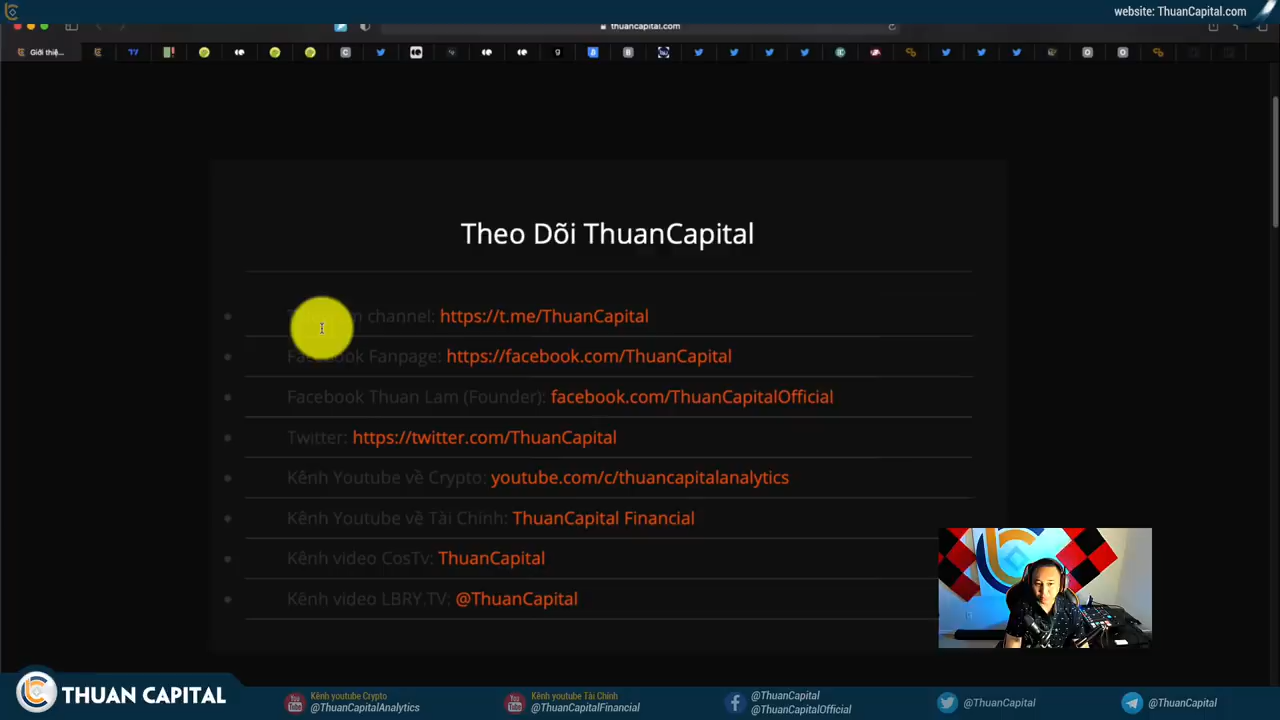 website: ThuanCapital.com
thuancapital.com
Giới thiệ...
Theo Dõi ThuanCapital
channel: https://t.me/ThuanCapital
Facebook Fanpage: https://facebook.com/ThuanCapital
Facebook Thuan Lam (Founder): facebook.com/ThuanCapitalOfficial
Twitter: https://twitter.com/ThuanCapital
Kênh Youtube về Crypto: youtube.com/c/thuancapitalanalytics
Kênh Youtube về Tài Chính: ThuanCapital Financial
Kênh video CosTv: ThuanCapital
Kênh video LBRY.TV: @ThuanCapital
THUAN CAPITAL
Kênh youtube Crypto
@ThuanCapitalAnalytics
Kênh youtube Tài Chính
@ThuanCapitalFinancial
@ThuanCapital
@ThuanCapitalOfficial
@ThuanCapital
@ThuanCapital